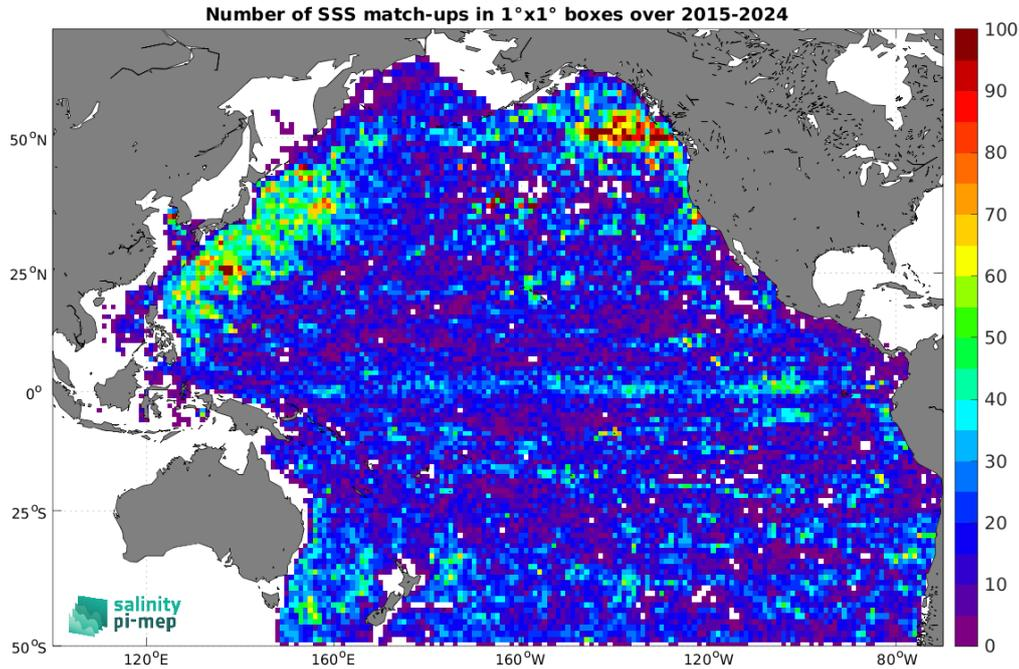 Number of SSS match-ups in 1°x1° boxes over 2015-2024
100
90
80
70
60
50
40
30
20
10
0
50°N
25°N
0°
25°S
50°S
120°E
160°E
160°W
120°W
80°W
salinity
pi-mep